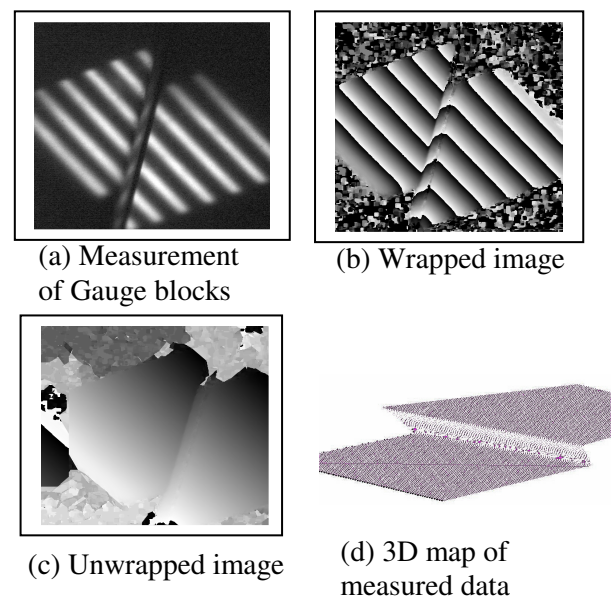 (a) Measurement
of Gauge blocks
(b) Wrapped image
(c) Unwrapped image
(d) 3D map of
measured data